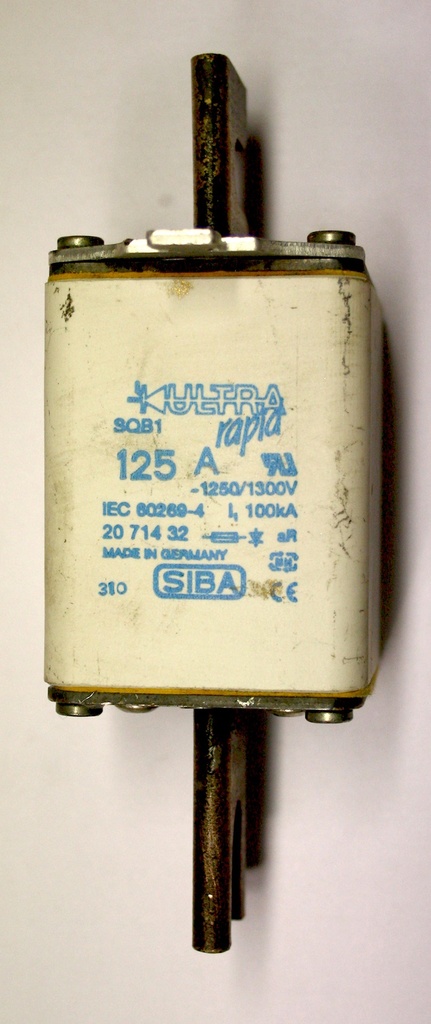 ULTRA
rapid
SQB1
125 A
~1250/1300V
IEC 60269-4 I₁ 100kA
20 714 32 aR
MADE IN GERMANY
310 SIBA CE